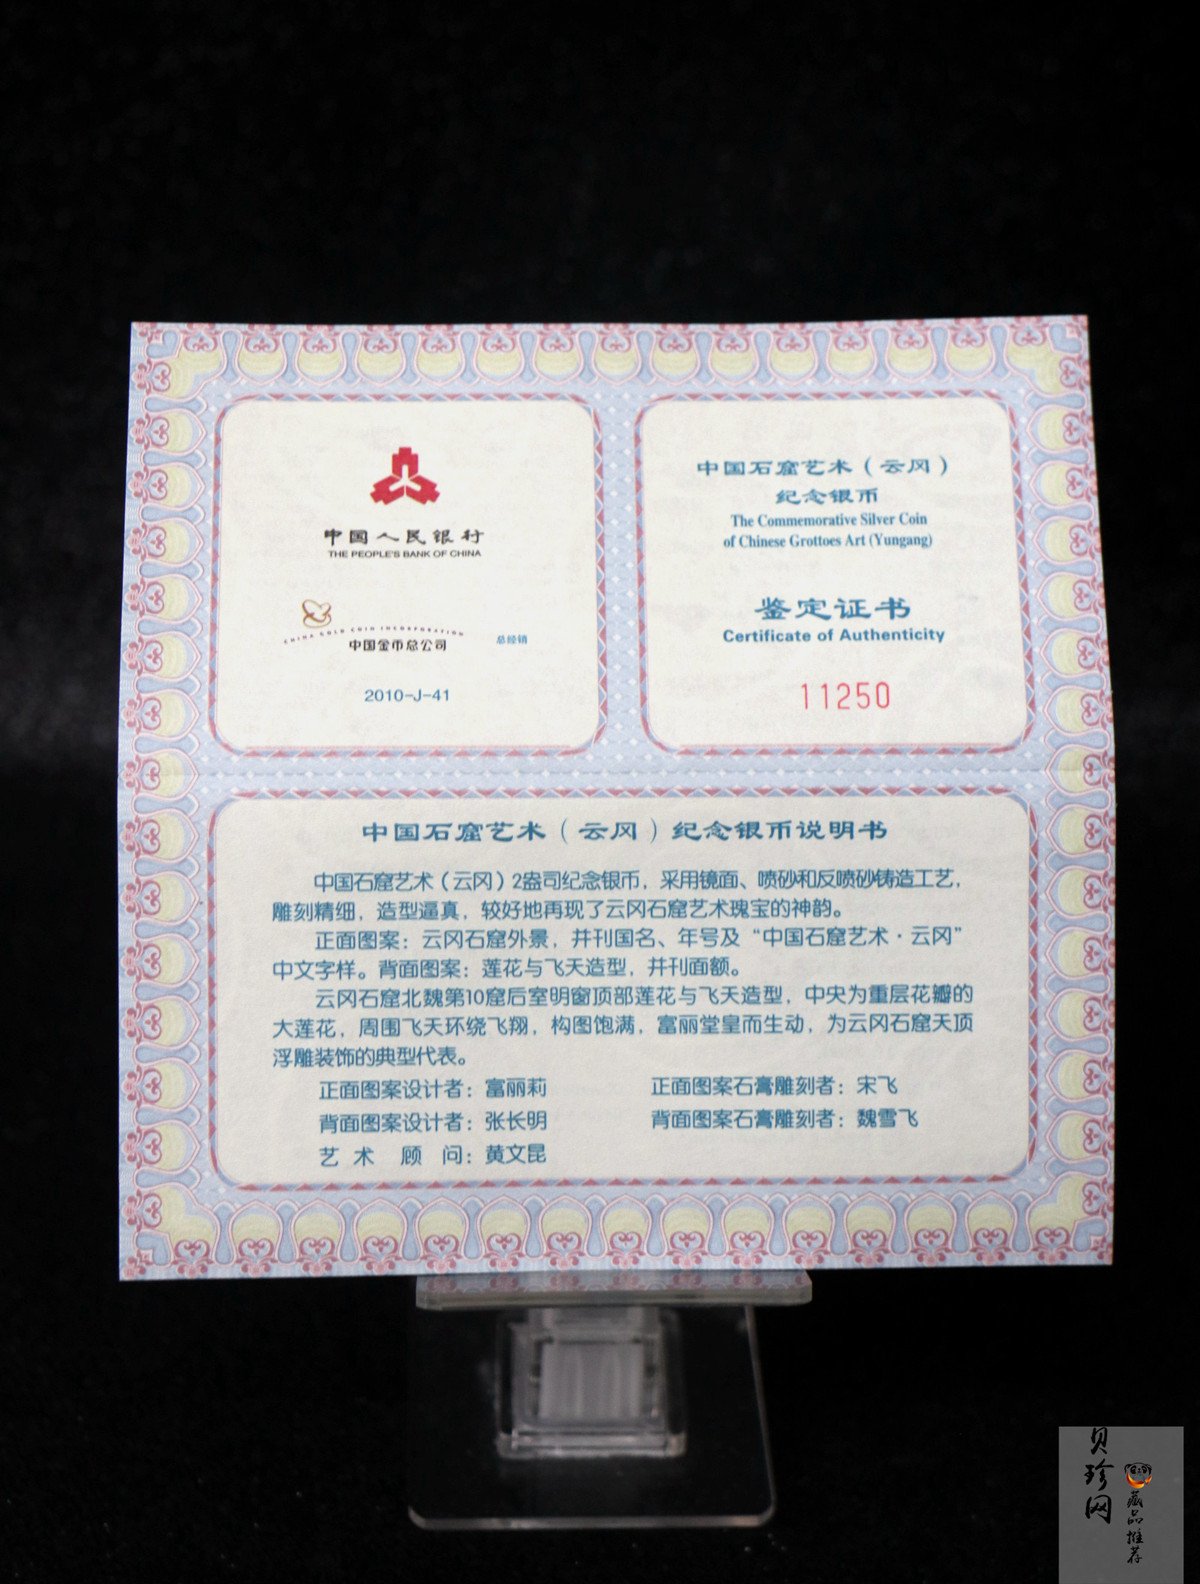 中国人民银行
THE PEOPLE'S BANK OF CHINA
CHINA GOLD COIN INCORPORATION
中国金币总公司 总经销
2010-J-41
中国石窟艺术（云冈）
纪念银币
The Commemorative Silver Coin
of Chinese Grottoes Art (Yungang)
鉴定证书
Certificate of Authenticity
11250
中国石窟艺术（云冈）纪念银币说明书
中国石窟艺术（云冈）2盎司纪念银币，采用镜面、喷砂和反喷砂铸造工艺，
雕刻精细，造型逼真，较好地再现了云冈石窟艺术瑰宝的神韵。
正面图案：云冈石窟外景，并刊国名、年号及“中国石窟艺术·云冈”
中文字样。背面图案：莲花与飞天造型，并刊面额。
云冈石窟北魏第10窟后室明窗顶部莲花与飞天造型，中央为重层花瓣的
大莲花，周围飞天环绕飞翔，构图饱满，富丽堂皇而生动，为云冈石窟天顶
浮雕装饰的典型代表。
正面图案设计者：富丽莉 正面图案石膏雕刻者：宋飞
背面图案设计者：张长明 背面图案石膏雕刻者：魏雪飞
艺术顾问：黄文昆
贝珍网
藏品推荐